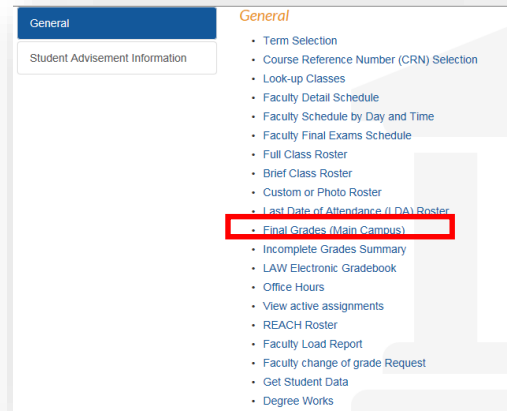 General
Student Advisement Information
General
Term Selection
Course Reference Number (CRN) Selection
Look-up Classes
Faculty Detail Schedule
Faculty Schedule by Day and Time
Faculty Final Exams Schedule
Full Class Roster
Brief Class Roster
Custom or Photo Roster
Last Date of Attendance (LDA) Roster
Final Grades (Main Campus)
Incomplete Grades Summary
LAW Electronic Gradebook
Office Hours
View active assignments
REACH Roster
Faculty Load Report
Faculty change of grade Request
Get Student Data
Degree Works